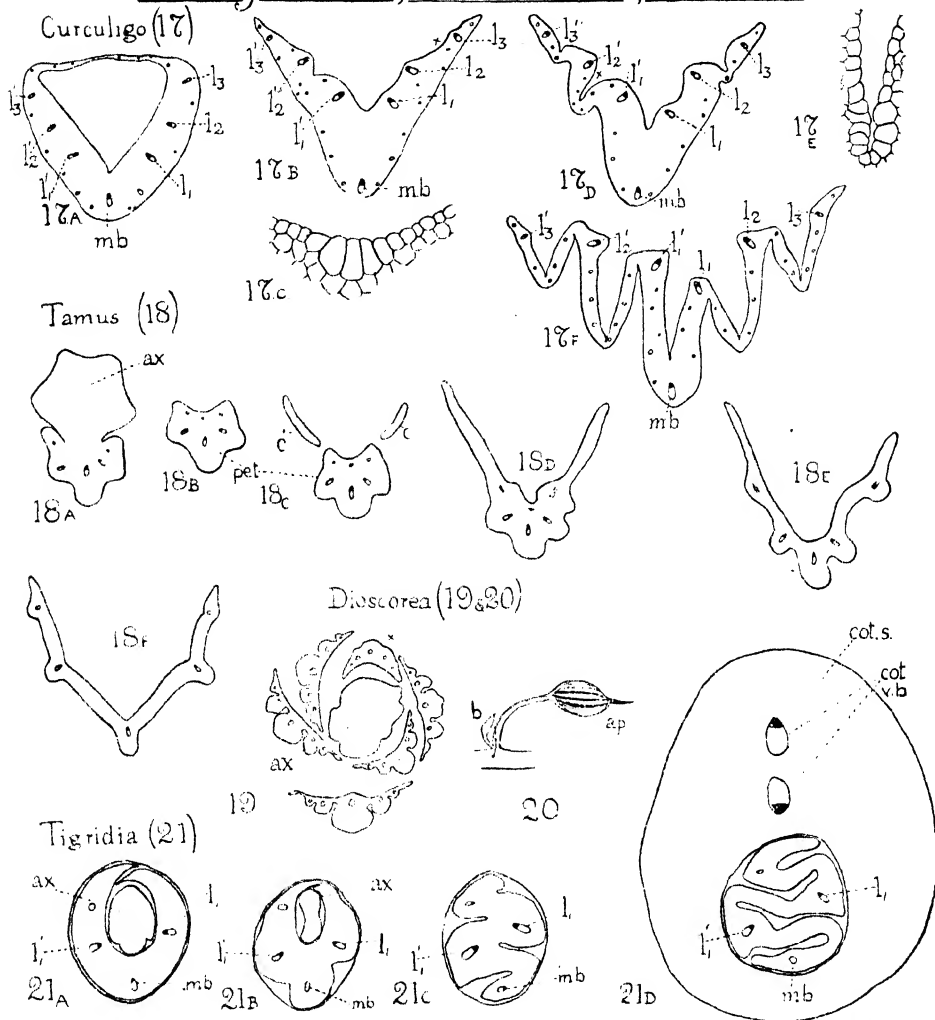 Curculigo (17)
l'3 l3 l'2 l2 l'1 l1 17A mb
l'3 l3 l'2 l2 l'1 l1 17B mb
l'3 l3 l'2 l2 l'1 l1 17D mb
17E
17.C
l'3 l'2 l'1 l1 l2 l3 17F mb
Tamus (18)
ax 18A
18B pet
c' c 18C
18D
18E
18F
Dioscorea (19 & 20)
x ax 19
b ap 20
Tigridia (21)
ax l1 l'1 mb 21A
ax l'1 l1 mb 21B
l1 l'1 mb 21C
cot.s.
cot
v.b
l1 l'1 mb 21D